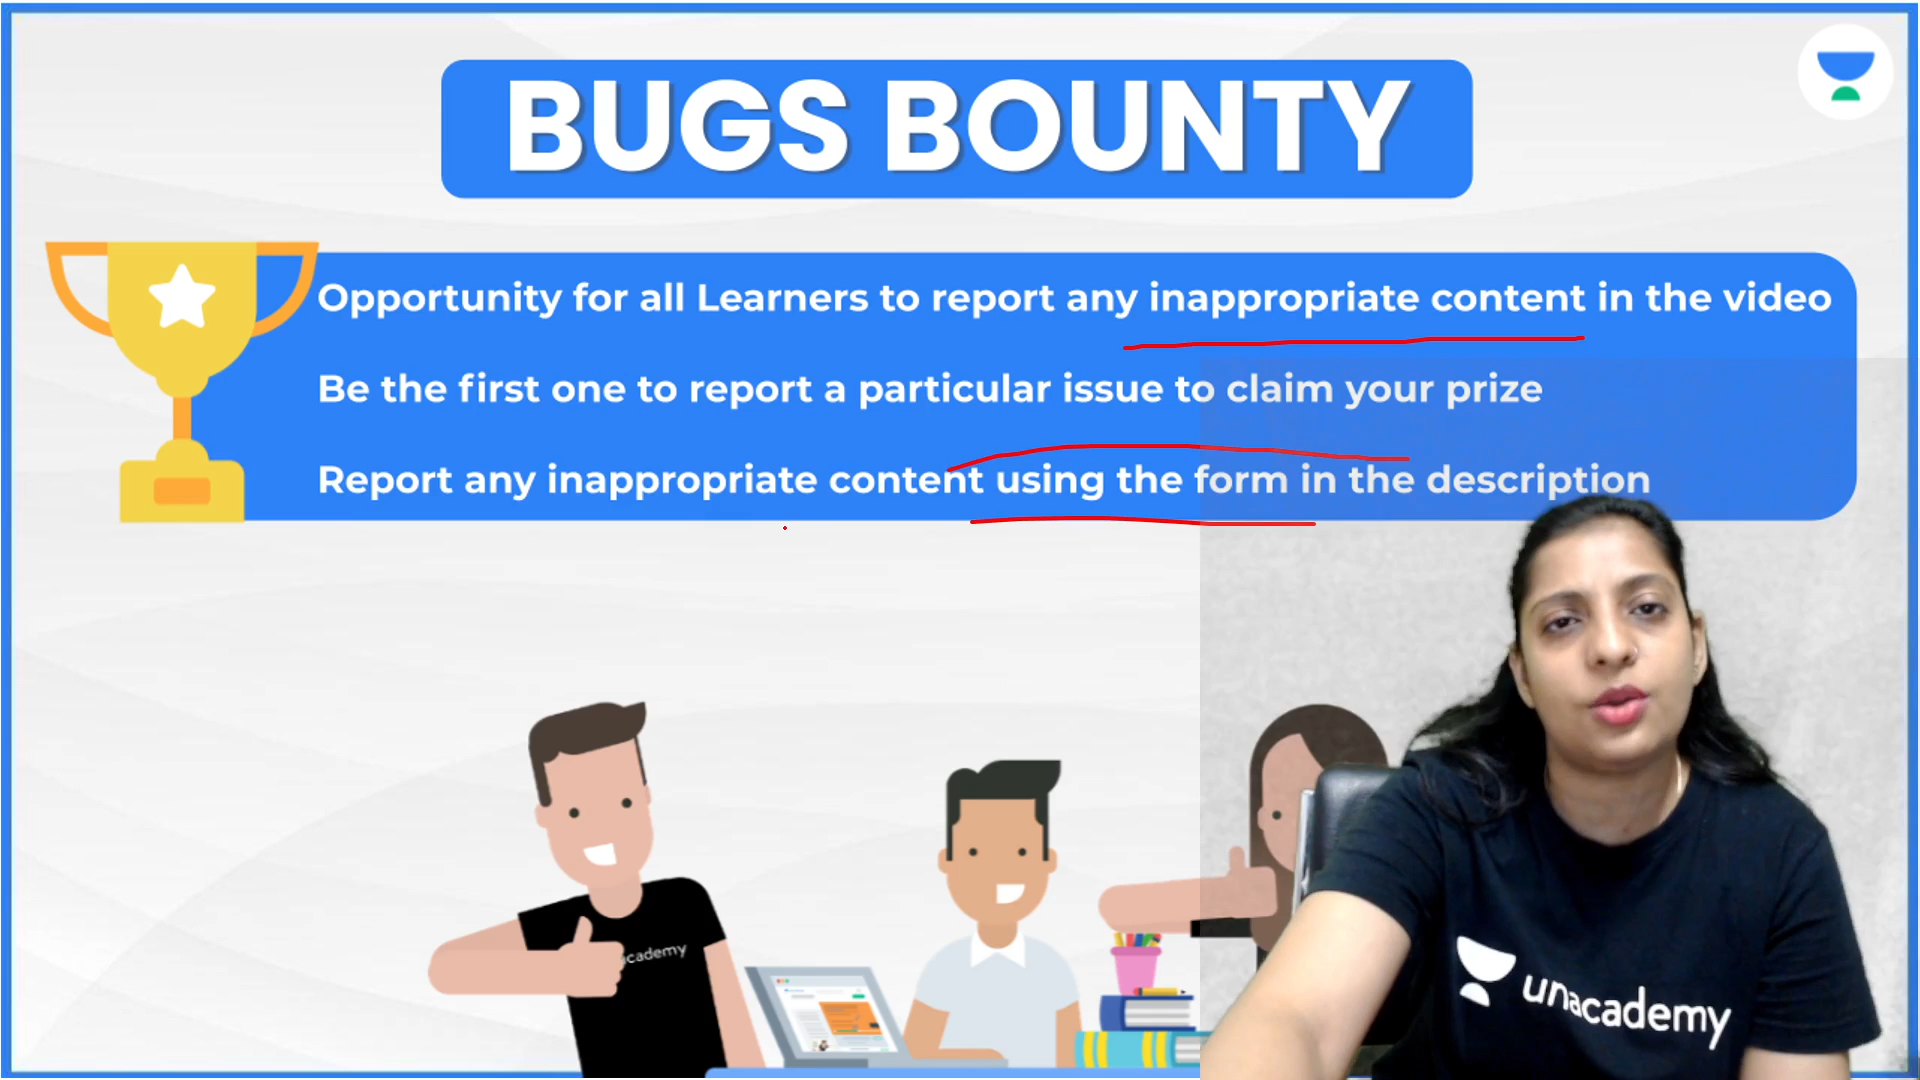 BUGS BOUNTY
Opportunity for all Learners to report any inappropriate content in the video
Be the first one to report a particular issue to claim your prize
Report any inappropriate content using the form in the description
cademy
unacademy